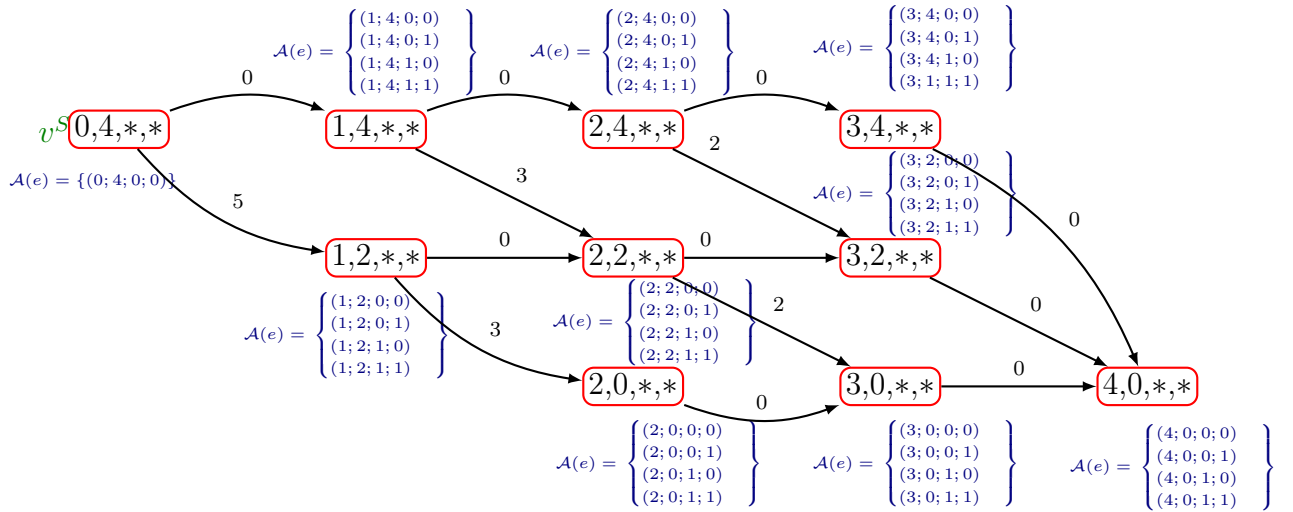 𝒜(e) = { (1; 4; 0; 0)
(1; 4; 0; 1)
(1; 4; 1; 0)
(1; 4; 1; 1) }
𝒜(e) = { (2; 4; 0; 0)
(2; 4; 0; 1)
(2; 4; 1; 0)
(2; 4; 1; 1) }
𝒜(e) = { (3; 4; 0; 0)
(3; 4; 0; 1)
(3; 4; 1; 0)
(3; 1; 1; 1) }
0
0
0
v^S 0,4,∗,∗
1,4,∗,∗
2,4,∗,∗
3,4,∗,∗
𝒜(e) = {(0; 4; 0; 0)}
5
3
2
𝒜(e) = { (3; 2; 0; 0)
(3; 2; 0; 1)
(3; 2; 1; 0)
(3; 2; 1; 1) }
0
1,2,∗,∗
0
2,2,∗,∗
0
3,2,∗,∗
𝒜(e) = { (1; 2; 0; 0)
(1; 2; 0; 1)
(1; 2; 1; 0)
(1; 2; 1; 1) }
3
𝒜(e) = { (2; 2; 0; 0)
(2; 2; 0; 1)
(2; 2; 1; 0)
(2; 2; 1; 1) }
2
0
2,0,∗,∗
0
3,0,∗,∗
0
4,0,∗,∗
𝒜(e) = { (2; 0; 0; 0)
(2; 0; 0; 1)
(2; 0; 1; 0)
(2; 0; 1; 1) }
𝒜(e) = { (3; 0; 0; 0)
(3; 0; 0; 1)
(3; 0; 1; 0)
(3; 0; 1; 1) }
𝒜(e) = { (4; 0; 0; 0)
(4; 0; 0; 1)
(4; 0; 1; 0)
(4; 0; 1; 1) }